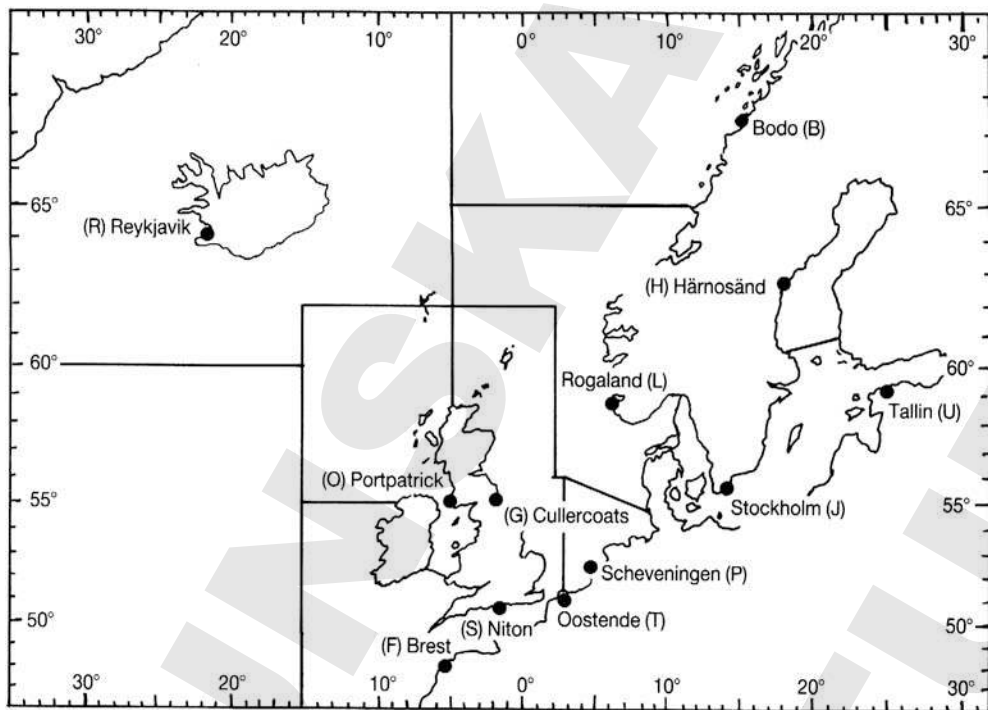 30° 20° 10° 0° 10° 20° 30°
Bodo (B)
65° 65°
(R) Reykjavik
(H) Härnosänd
60° 60°
Rogaland (L)
Tallin (U)
(O) Portpatrick
55° 55°
(G) Cullercoats
Stockholm (J)
Scheveningen (P)
50° 50°
(S) Niton
Oostende (T)
(F) Brest
30° 20° 10° 0° 10° 20° 30°